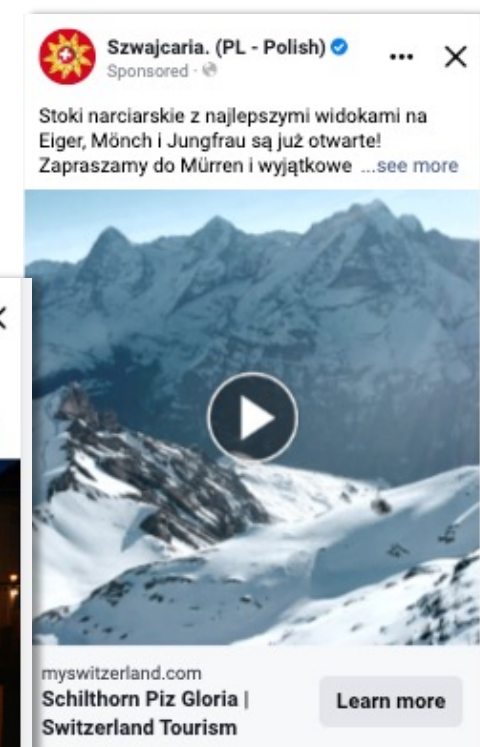 Szwajcaria. (PL - Polish)
Sponsored ·
Stoki narciarskie z najlepszymi widokami na
Eiger, Mönch i Jungfrau są już otwarte!
Zapraszamy do Mürren i wyjątkowe ...see more
myswitzerland.com
Schilthorn Piz Gloria |
Switzerland Tourism
Learn more